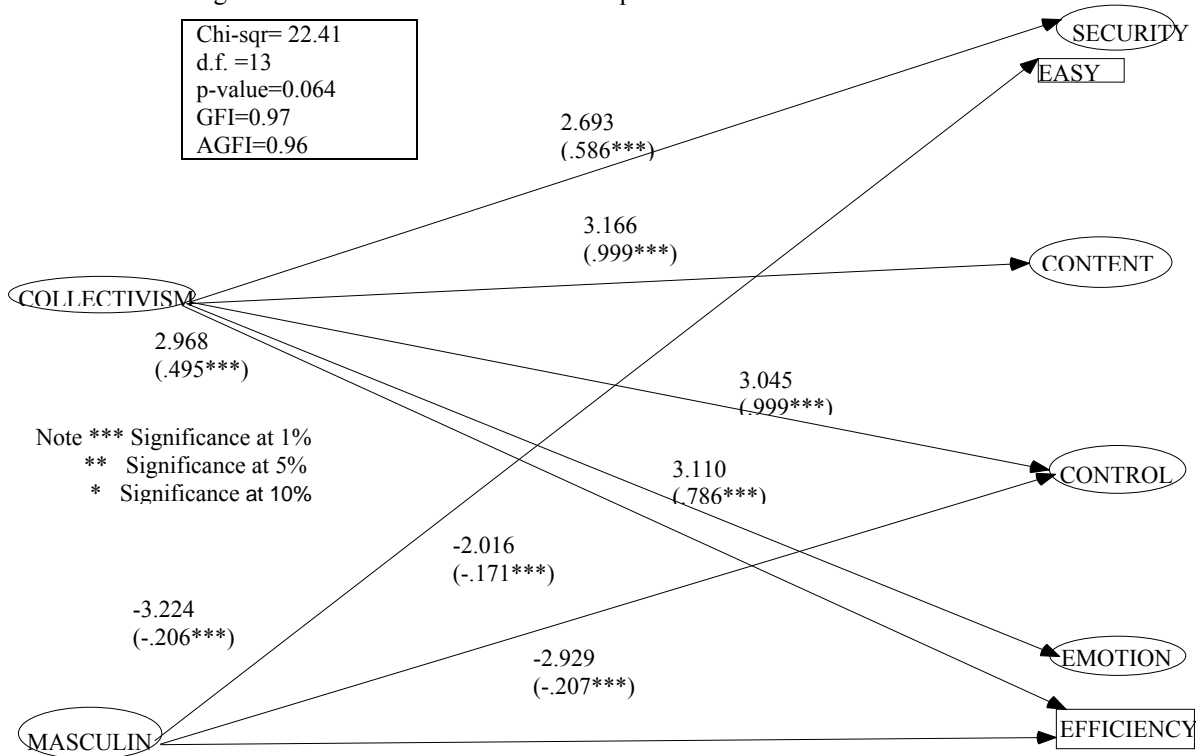 Chi-sqr= 22.41
d.f. =13
p-value=0.064
GFI=0.97
AGFI=0.96
SECURITY
EASY
2.693
(.586***)
3.166
(.999***)
CONTENT
COLLECTIVISM
2.968
(.495***)
3.045
(.999***)
Note *** Significance at 1%
** Significance at 5%
* Significance at 10%
3.110
(.786***)
CONTROL
-2.016
(-.171***)
-3.224
(-.206***)
-2.929
(-.207***)
EMOTION
EFFICIENCY
MASCULIN